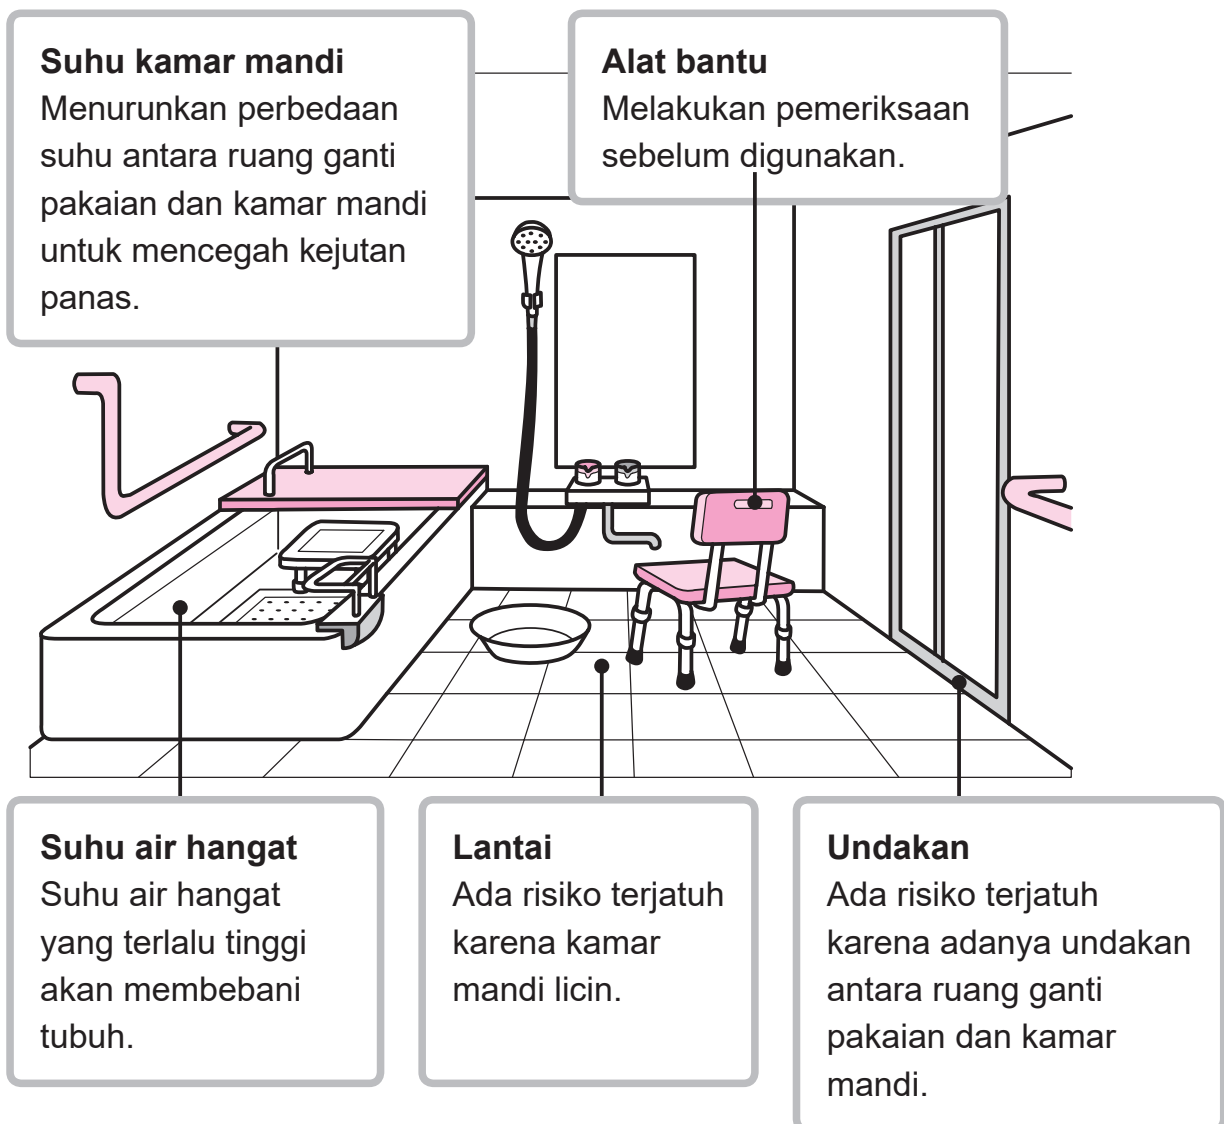 Suhu kamar mandi
Menurunkan perbedaan
suhu antara ruang ganti
pakaian dan kamar mandi
untuk mencegah kejutan
panas.
Alat bantu
Melakukan pemeriksaan
sebelum digunakan.
Suhu air hangat
Suhu air hangat
yang terlalu tinggi
akan membebani
tubuh.
Lantai
Ada risiko terjatuh
karena kamar
mandi licin.
Undakan
Ada risiko terjatuh
karena adanya undakan
antara ruang ganti
pakaian dan kamar
mandi.